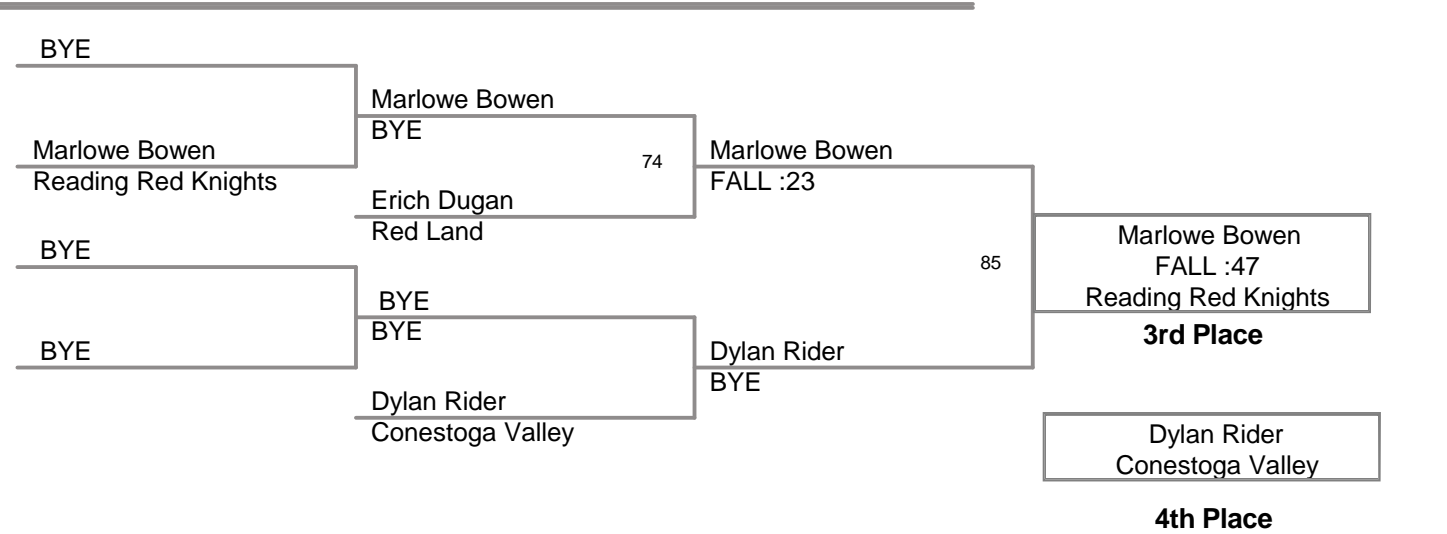 BYE
Marlowe Bowen
BYE
Marlowe Bowen
Reading Red Knights
74
Marlowe Bowen
FALL :23
Erich Dugan
Red Land
BYE
85
Marlowe Bowen
FALL :47
Reading Red Knights
3rd Place
BYE
BYE
BYE
Dylan Rider
BYE
Dylan Rider
Conestoga Valley
Dylan Rider
Conestoga Valley
4th Place